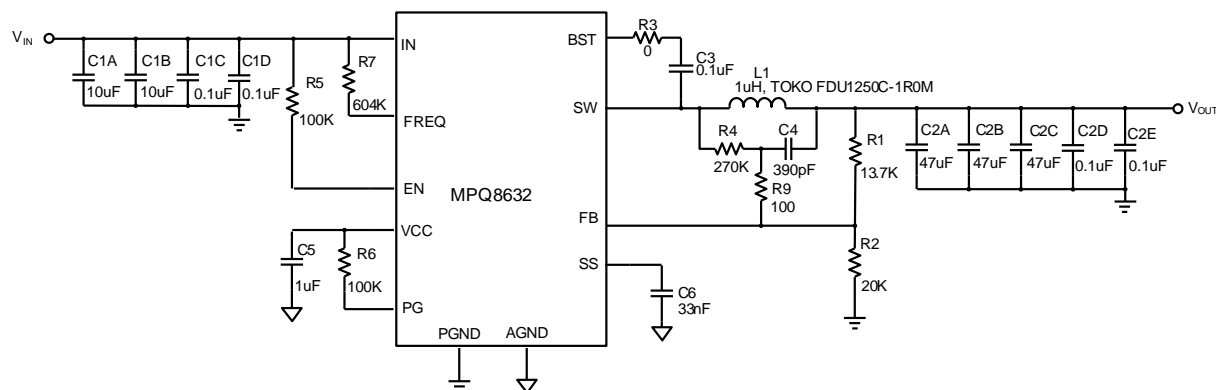 VIN
C1A
10uF
C1B
10uF
C1C
0.1uF
C1D
0.1uF
R5
100K
R7
604K
IN
FREQ
EN
VCC
PG
PGND
AGND
MPQ8632
BST
SW
FB
SS
C5
1uF
R6
100K
R3
0
C3
0.1uF
L1
1uH, TOKO FDU1250C-1R0M
R4
270K
C4
390pF
R9
100
R1
13.7K
R2
20K
C6
33nF
C2A
47uF
C2B
47uF
C2C
47uF
C2D
0.1uF
C2E
0.1uF
VOUT